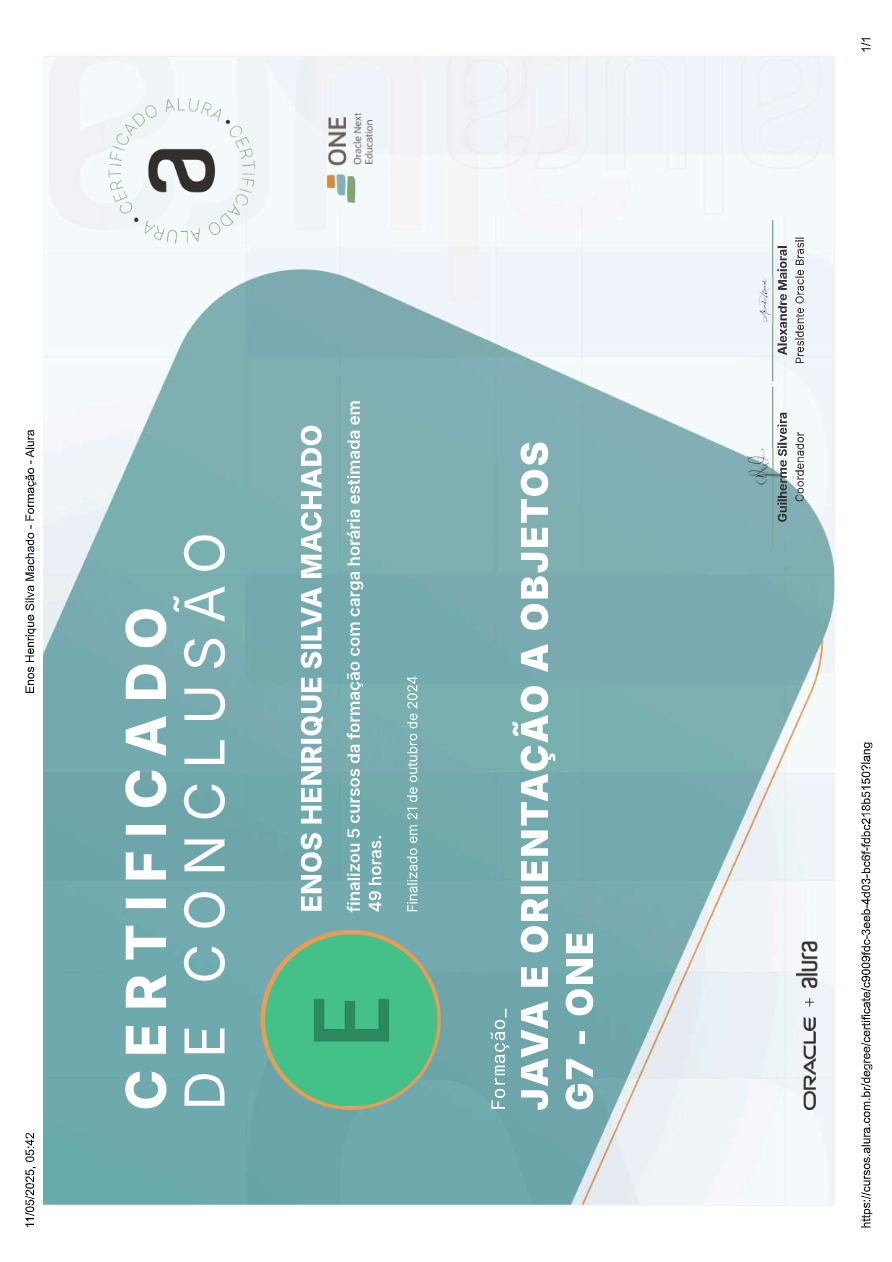 11/05/2025, 05:42
Enos Henrique Silva Machado - Formação - Alura
CERTIFICADO
DE CONCLUSÃO
CERTIFICADO ALURA • CERTIFICADO ALURA •
a
E
ENOS HENRIQUE SILVA MACHADO
finalizou 5 cursos da formação com carga horária estimada em
49 horas.
Finalizado em 21 de outubro de 2024
ONE
Oracle Next
Education
Formação_
JAVA E ORIENTAÇÃO A OBJETOS
G7 - ONE
alura
Guilherme Silveira
Coordenador
Alexandre Maioral
Presidente Oracle Brasil
ORACLE + alura
https://cursos.alura.com.br/degree/certificate/c9009fdc-3eeb-4d03-bc6f-fdbc218b5150?lang
1/1